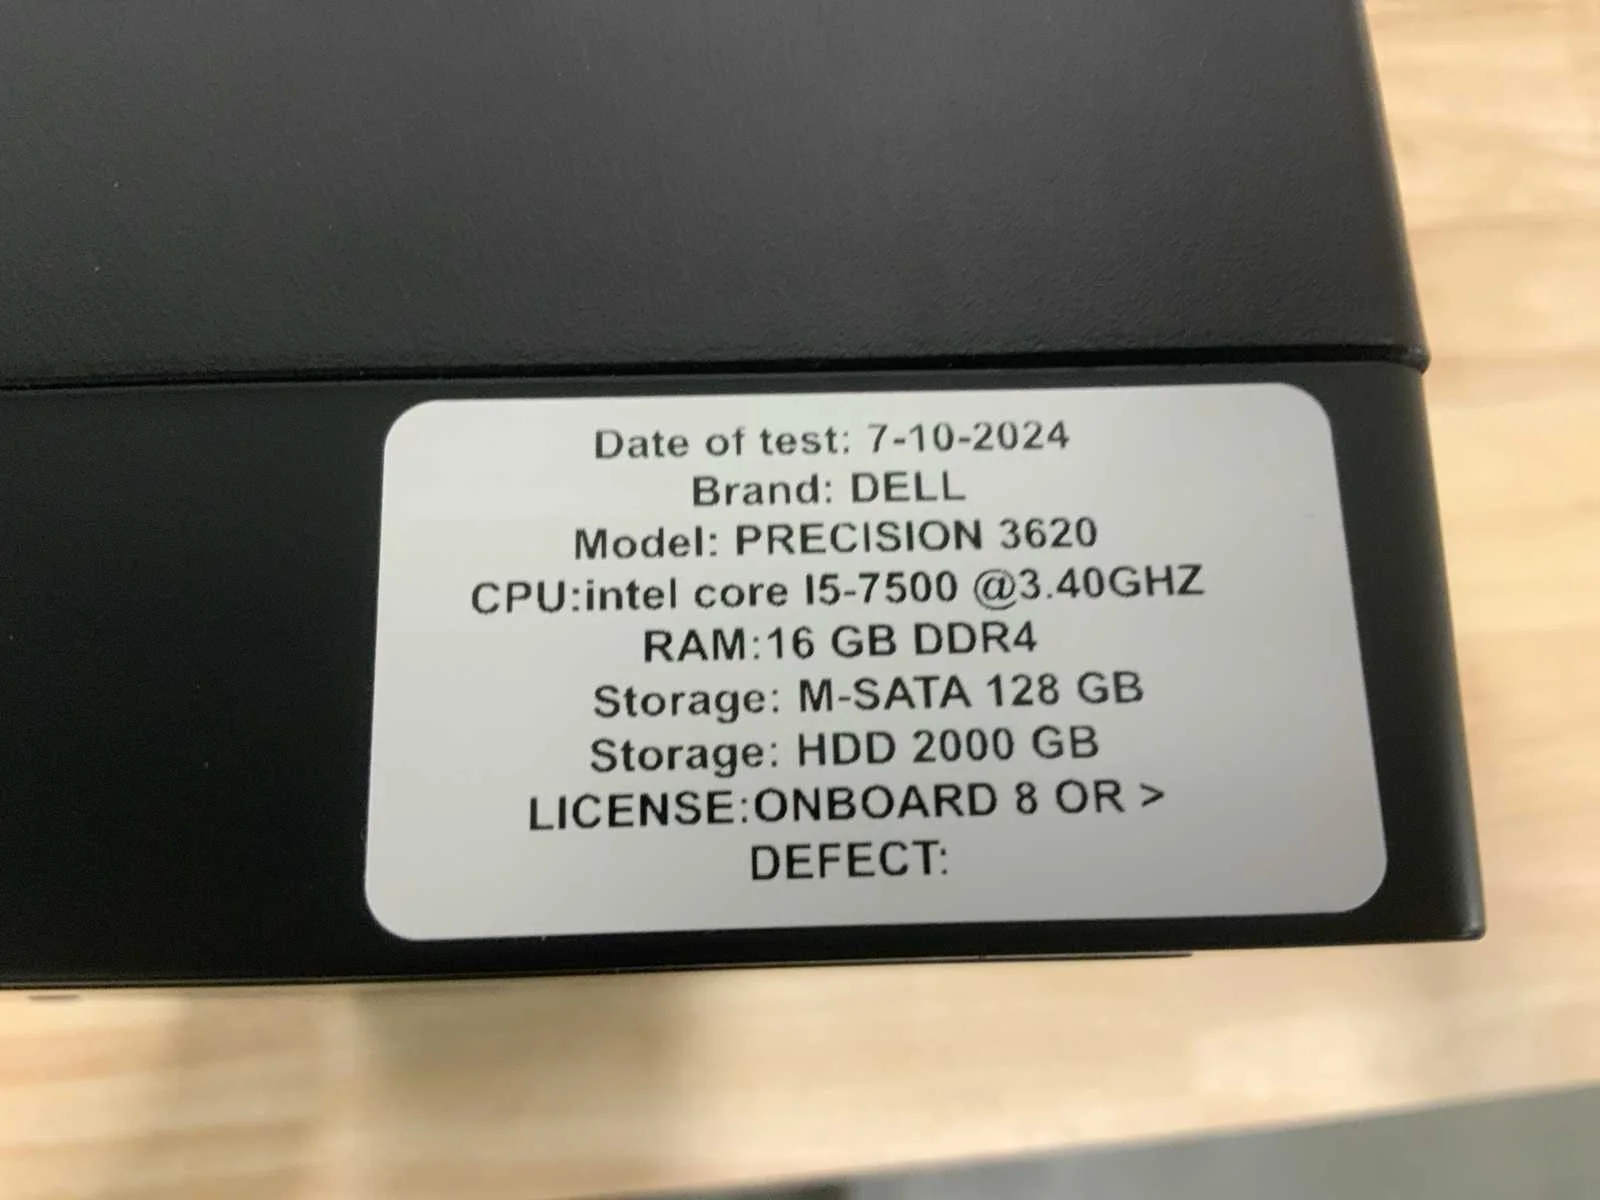 Date of test: 7-10-2024
Brand: DELL
Model: PRECISION 3620
CPU:intel core I5-7500 @3.40GHZ
RAM:16 GB DDR4
Storage: M-SATA 128 GB
Storage: HDD 2000 GB
LICENSE:ONBOARD 8 OR >
DEFECT: